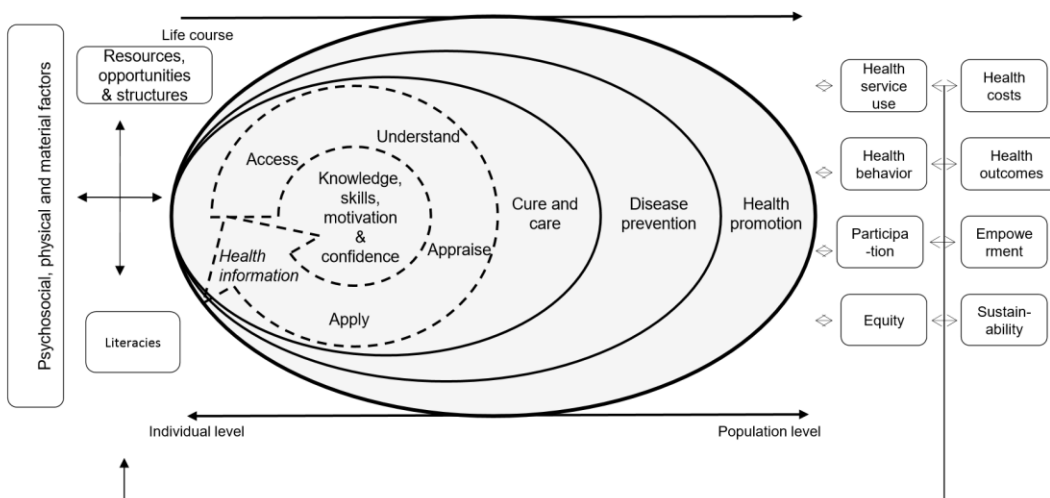 Psychosocial, physical and material factors
Life course
Resources,
opportunities
& structures
Literacies
Access
Understand
Appraise
Apply
Knowledge,
skills,
motivation
&
confidence
Health
information
Cure and
care
Disease
prevention
Health
promotion
Individual level
Population level
Health
service
use
Health
costs
Health
behavior
Health
outcomes
Participa-
tion
Empowe
rment
Equity
Sustain-
ability